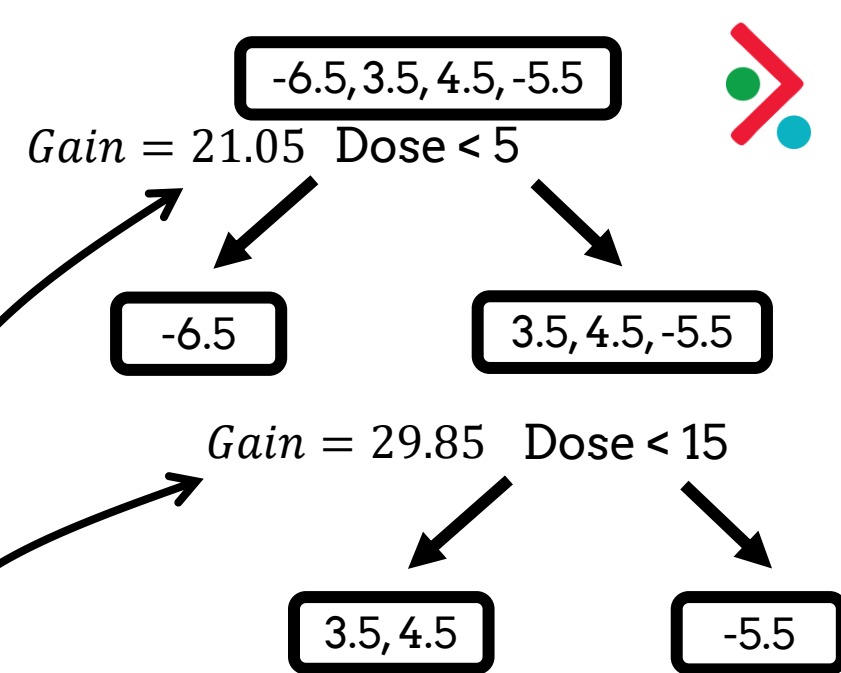 -6.5, 3.5, 4.5, -5.5
Gain = 21.05 Dose < 5
-6.5
3.5, 4.5, -5.5
Gain = 29.85 Dose < 15
3.5, 4.5
-5.5